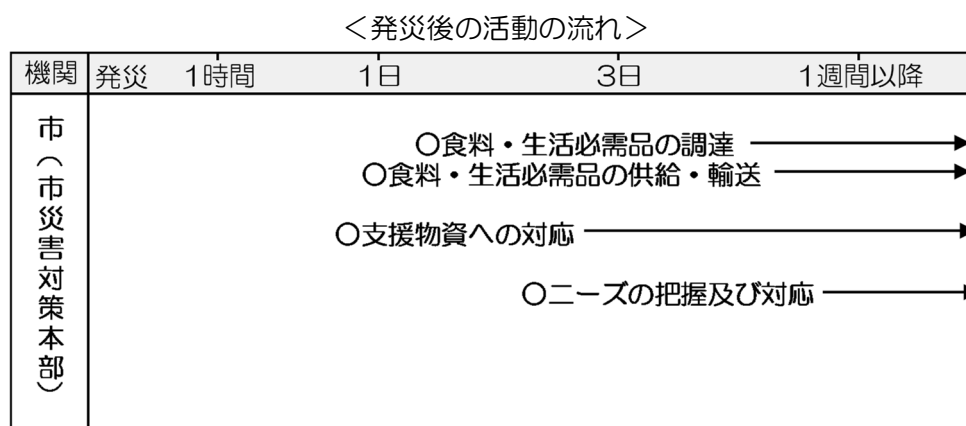 ＜発災後の活動の流れ＞
機関 発災 1時間 1日 3日 1週間以降
市（市災害対策本部）
○食料・生活必需品の調達
○食料・生活必需品の供給・輸送
○支援物資への対応
○ニーズの把握及び対応